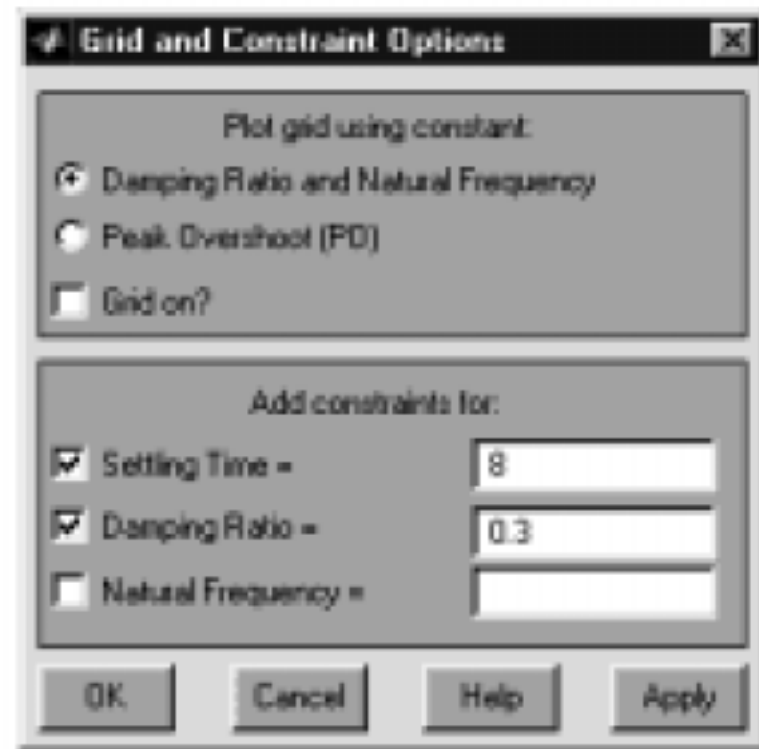 Grid and Constraint Options
Plot grid using constant:
Damping Ratio and Natural Frequency
Peak Overshoot (PO)
Grid on?
Add constraints for:
Settling Time = 8
Damping Ratio = 0.3
Natural Frequency =
OK Cancel Help Apply